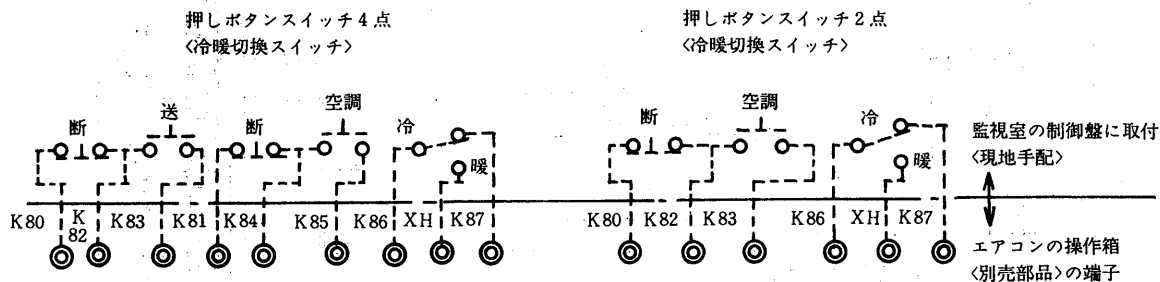 押しボタンスイッチ4点
〈冷暖切換スイッチ〉
断 送 断 空調 冷 暖
K80 K82 K83 K81 K84 K85 K86 XH K87
押しボタンスイッチ2点
〈冷暖切換スイッチ〉
断 空調 冷 暖
K80 K82 K83 K86 XH K87
監視室の制御盤に取付
〈現地手配〉
エアコンの操作箱
〈別売部品〉の端子